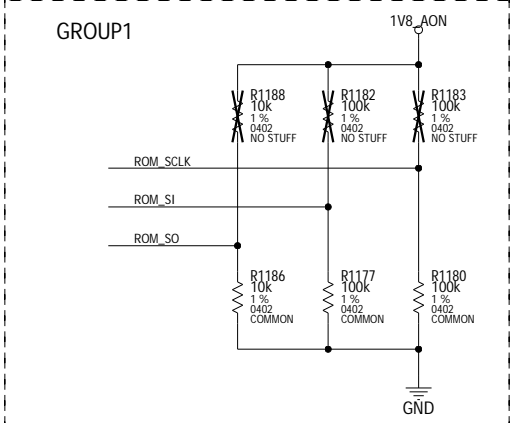 GROUP1
1V8_AON
R1188
10k
1 %
0402
NO STUFF
R1182
100k
1 %
0402
NO STUFF
R1183
100k
1 %
0402
NO STUFF
ROM_SCLK
ROM_SI
ROM_SO
R1186
10k
1 %
0402
COMMON
R1177
100k
1 %
0402
COMMON
R1180
100k
1 %
0402
COMMON
GND